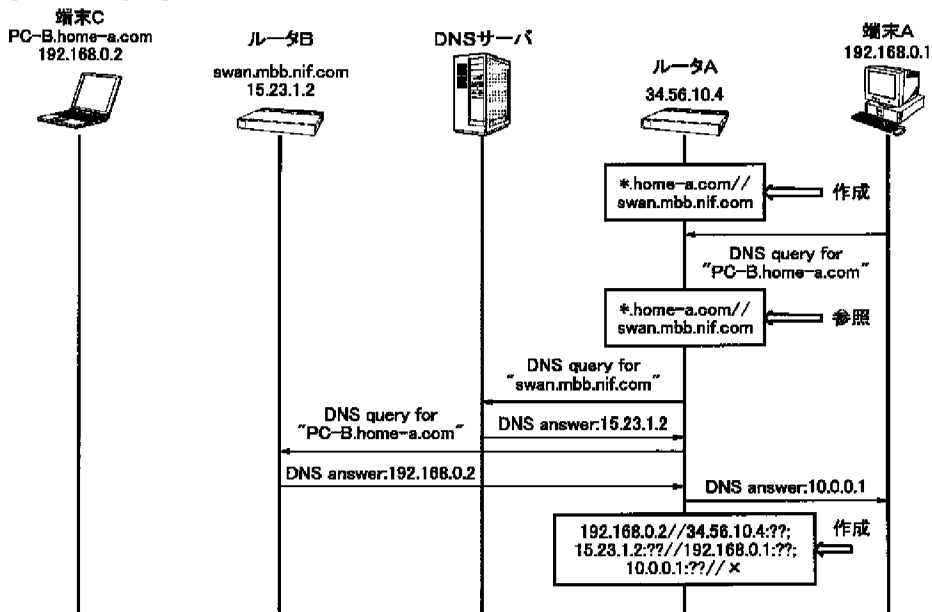 端末C
PC-B.home-a.com
192.168.0.2
ルータB
swan.mbb.nif.com
15.23.1.2
DNSサーバ
ルータA
34.56.10.4
端末A
192.168.0.1
*.home-a.com//
swan.mbb.nif.com
作成
DNS query for
"PC-B.home-a.com"
*.home-a.com//
swan.mbb.nif.com
参照
DNS query for
"swan.mbb.nif.com"
DNS query for
"PC-B.home-a.com"
DNS answer:15.23.1.2
DNS answer:192.168.0.2
DNS answer:10.0.0.1
192.168.0.2//34.56.10.4:??;
15.23.1.2:??//192.168.0.1:??;
10.0.0.1:??//×
作成